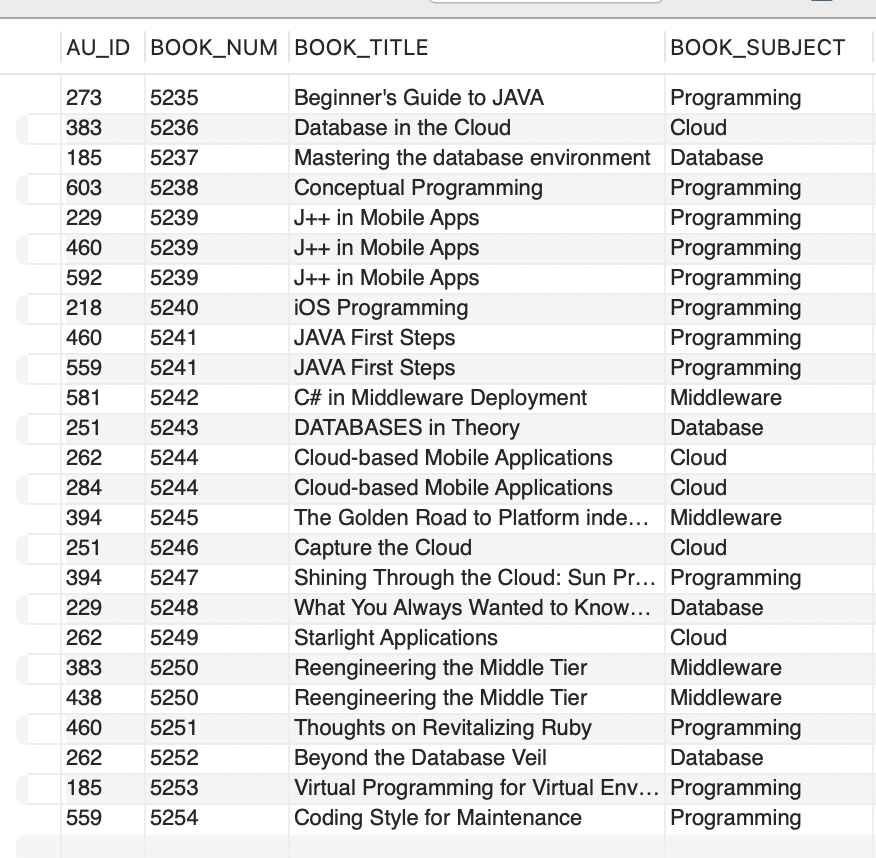 AU_ID BOOK_NUM BOOK_TITLE BOOK_SUBJECT
273 5235 Beginner's Guide to JAVA Programming
383 5236 Database in the Cloud Cloud
185 5237 Mastering the database environment Database
603 5238 Conceptual Programming Programming
229 5239 J++ in Mobile Apps Programming
460 5239 J++ in Mobile Apps Programming
592 5239 J++ in Mobile Apps Programming
218 5240 iOS Programming Programming
460 5241 JAVA First Steps Programming
559 5241 JAVA First Steps Programming
581 5242 C# in Middleware Deployment Middleware
251 5243 DATABASES in Theory Database
262 5244 Cloud-based Mobile Applications Cloud
284 5244 Cloud-based Mobile Applications Cloud
394 5245 The Golden Road to Platform inde... Middleware
251 5246 Capture the Cloud Cloud
394 5247 Shining Through the Cloud: Sun Pr... Programming
229 5248 What You Always Wanted to Know... Database
262 5249 Starlight Applications Cloud
383 5250 Reengineering the Middle Tier Middleware
438 5250 Reengineering the Middle Tier Middleware
460 5251 Thoughts on Revitalizing Ruby Programming
262 5252 Beyond the Database Veil Database
185 5253 Virtual Programming for Virtual Env... Programming
559 5254 Coding Style for Maintenance Programming